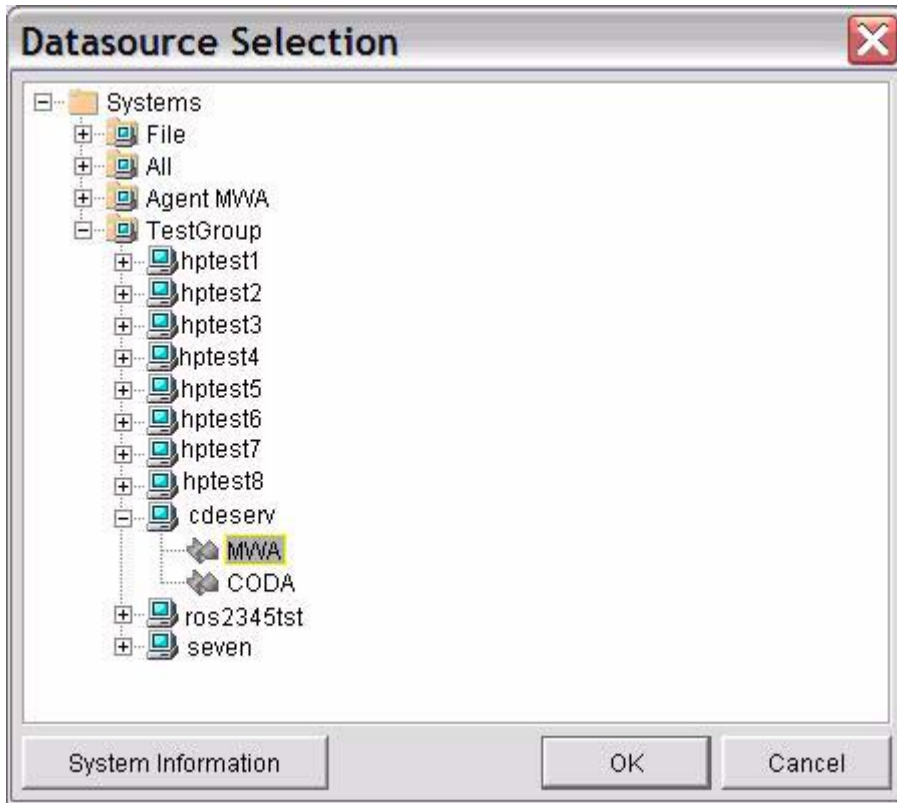 Datasource Selection
Systems
File
All
Agent MWA
TestGroup
hptest1
hptest2
hptest3
hptest4
hptest5
hptest6
hptest7
hptest8
cdeserv
MWA
CODA
ros2345tst
seven
System Information
OK
Cancel